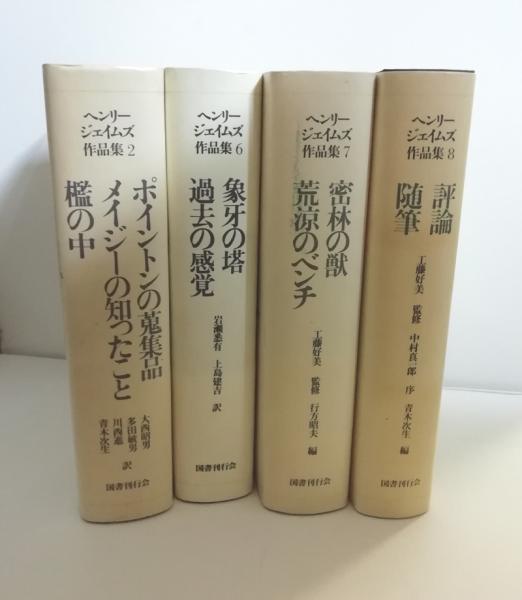 ヘンリー
ジェイムズ
作品集2
ポイントンの蒐集品
メイジーの知ったこと
檻の中
大西昭男
多田敏男
川西進
青木次生
訳
国書刊行会
ヘンリー
ジェイムズ
作品集6
象牙の塔
過去の感覚
岩瀬悉有 上島建吉 訳
国書刊行会
ヘンリー
ジェイムズ
作品集7
密林の獣
荒涼のベンチ
工藤好美 監修 行方昭夫 編
国書刊行会
ヘンリー
ジェイムズ
作品集8
評論
随筆
工藤好美 監修 中村真一郎 序 青木次生 編
国書刊行会